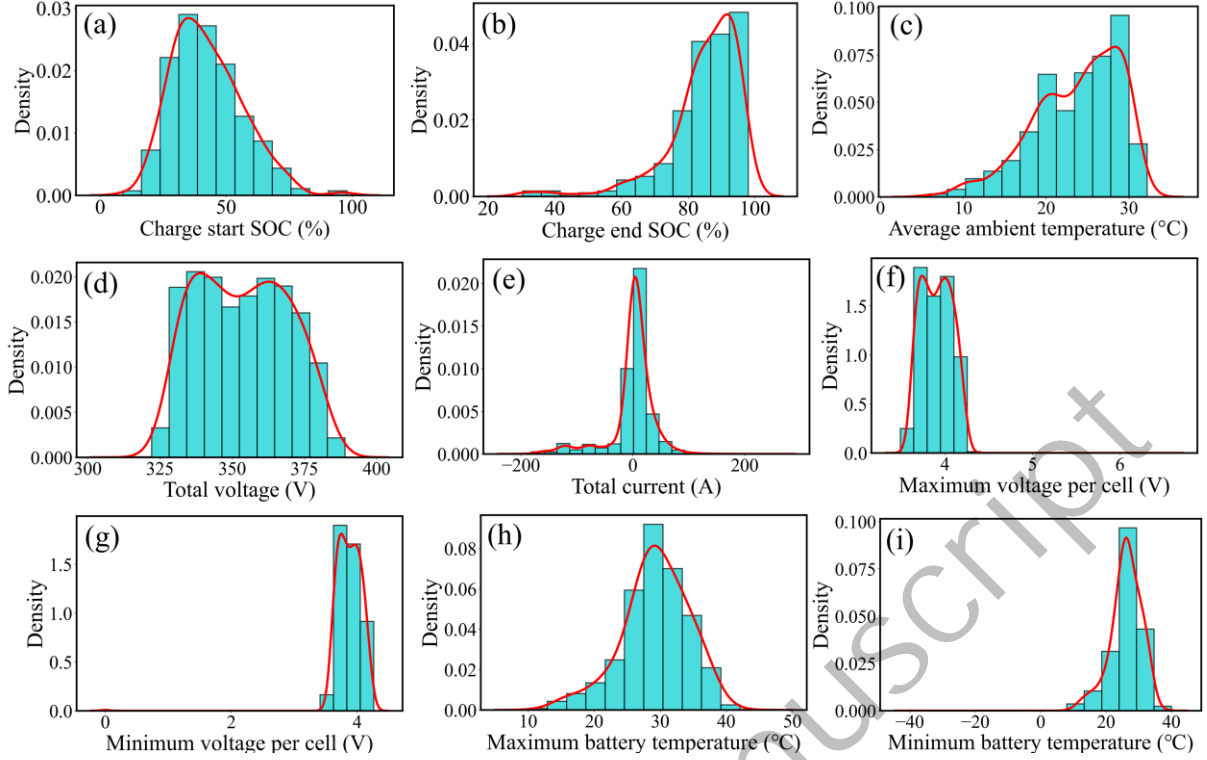 (a)
Density
0.03
0.02
0.01
0.00
0 50 100
Charge start SOC (%)
(b)
Density
0.04
0.02
0.00
20 40 60 80 100
Charge end SOC (%)
(c)
Density
0.100
0.075
0.050
0.025
0.000
0 10 20 30
Average ambient temperature (°C)
(d)
Density
0.020
0.015
0.010
0.005
0.000
300 325 350 375 400
Total voltage (V)
(e)
Density
0.020
0.015
0.010
0.005
0.000
−200 0 200
Total current (A)
(f)
Density
1.5
1.0
0.5
0.0
4 5 6
Maximum voltage per cell (V)
(g)
Density
1.5
1.0
0.5
0.0
0 2 4
Minimum voltage per cell (V)
(h)
Density
0.08
0.06
0.04
0.02
0.00
10 20 30 40 50
Maximum battery temperature (°C)
(i)
Density
0.100
0.075
0.050
0.025
0.000
−40 −20 0 20 40
Minimum battery temperature (°C)
nuscript